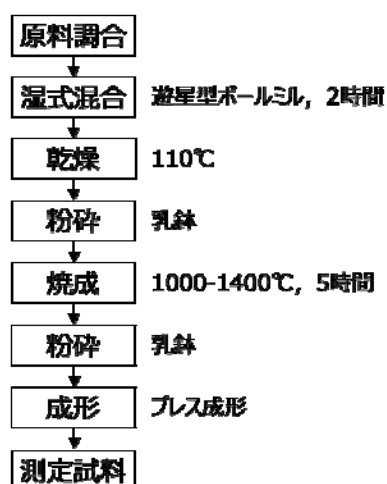 原料調合
湿式混合 遊星型ボールミル, 2時間
乾燥 110℃
粉砕 乳鉢
焼成 1000-1400℃, 5時間
粉砕 乳鉢
成形 プレス成形
測定試料